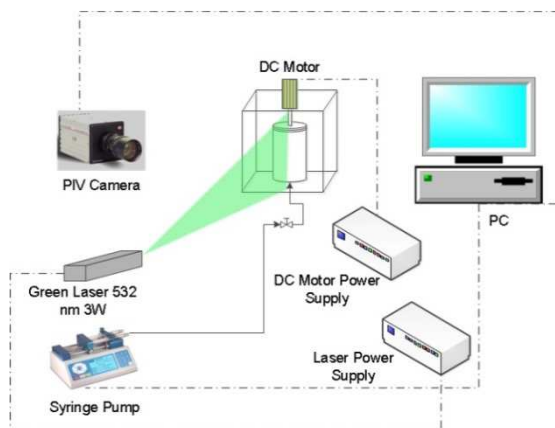 DC Motor
PIV Camera
PC
Green Laser 532
nm 3W
DC Motor Power
Supply
Laser Power
Supply
Syringe Pump